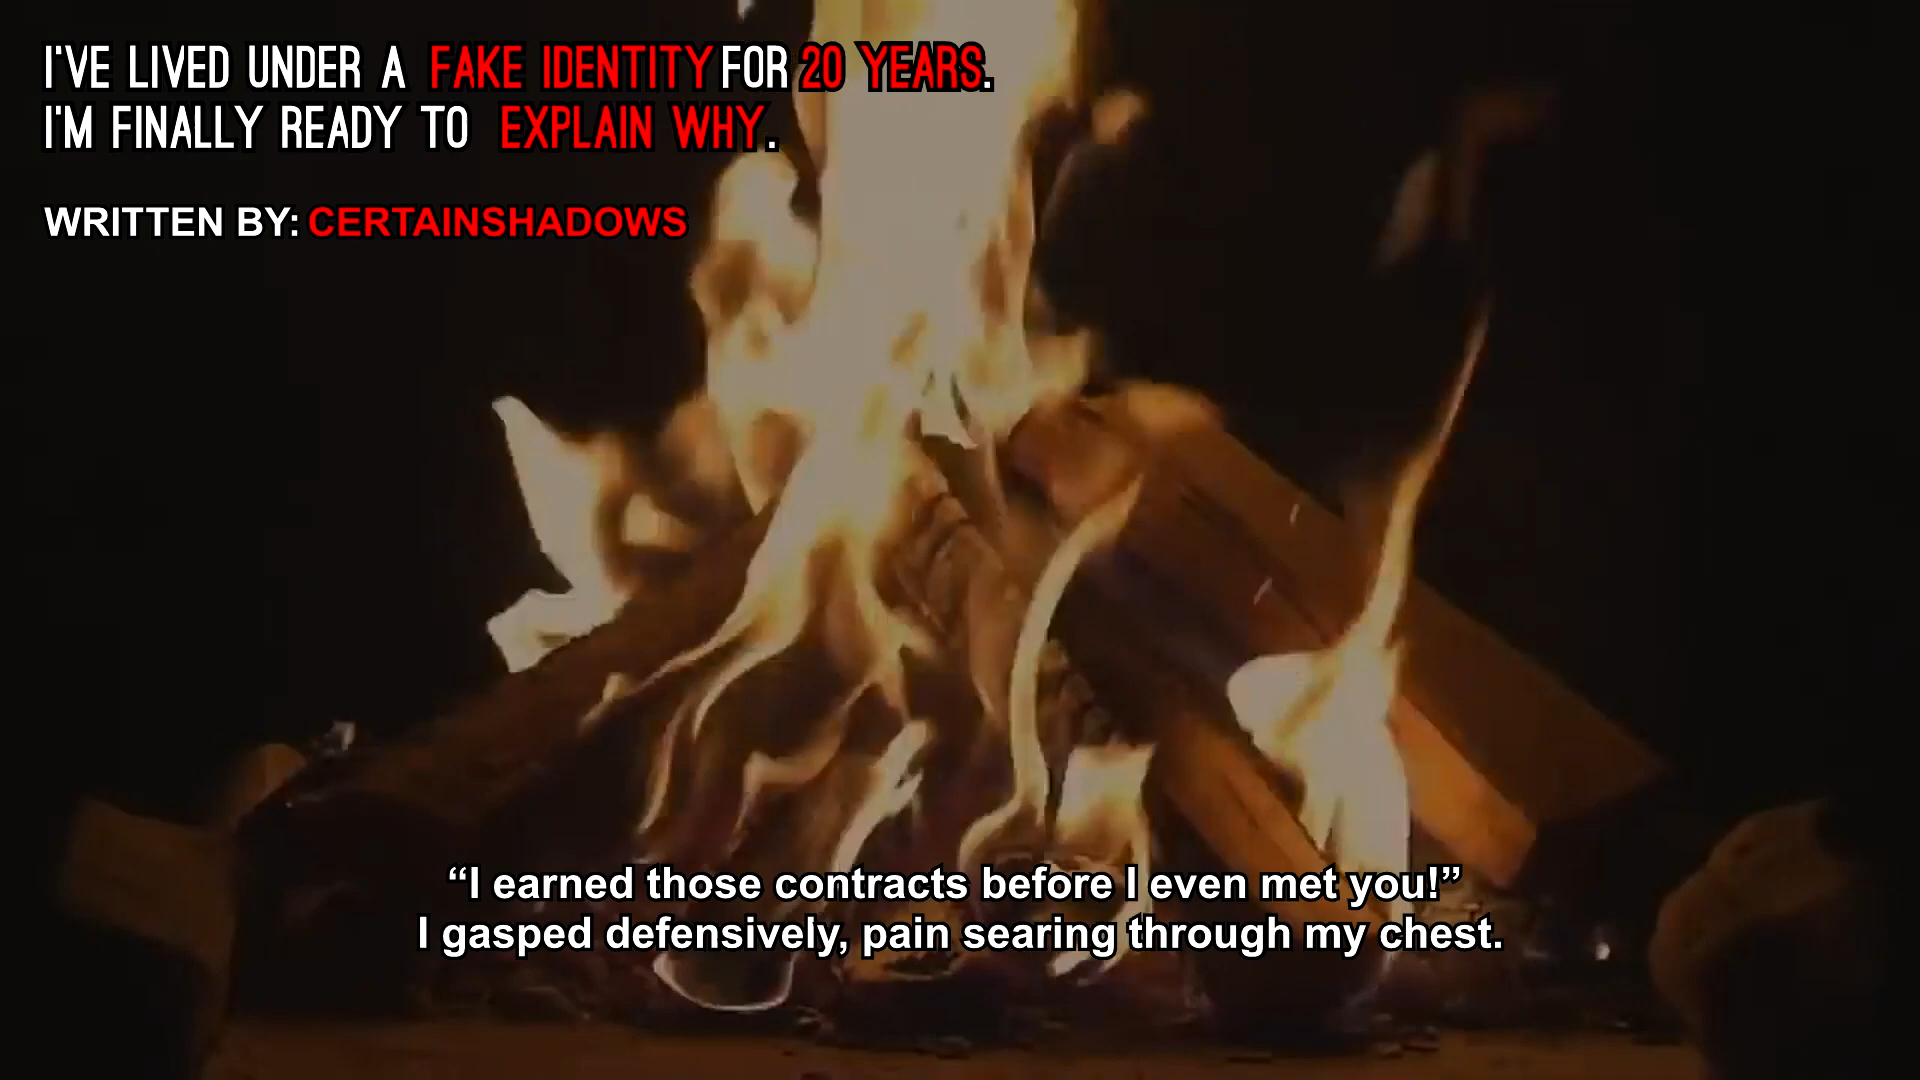 I'VE LIVED UNDER A FAKE IDENTITY FOR 20 YEARS.
I'M FINALLY READY TO EXPLAIN WHY.
WRITTEN BY: CERTAINSHADOWS
“I earned those contracts before I even met you!”
I gasped defensively, pain searing through my chest.